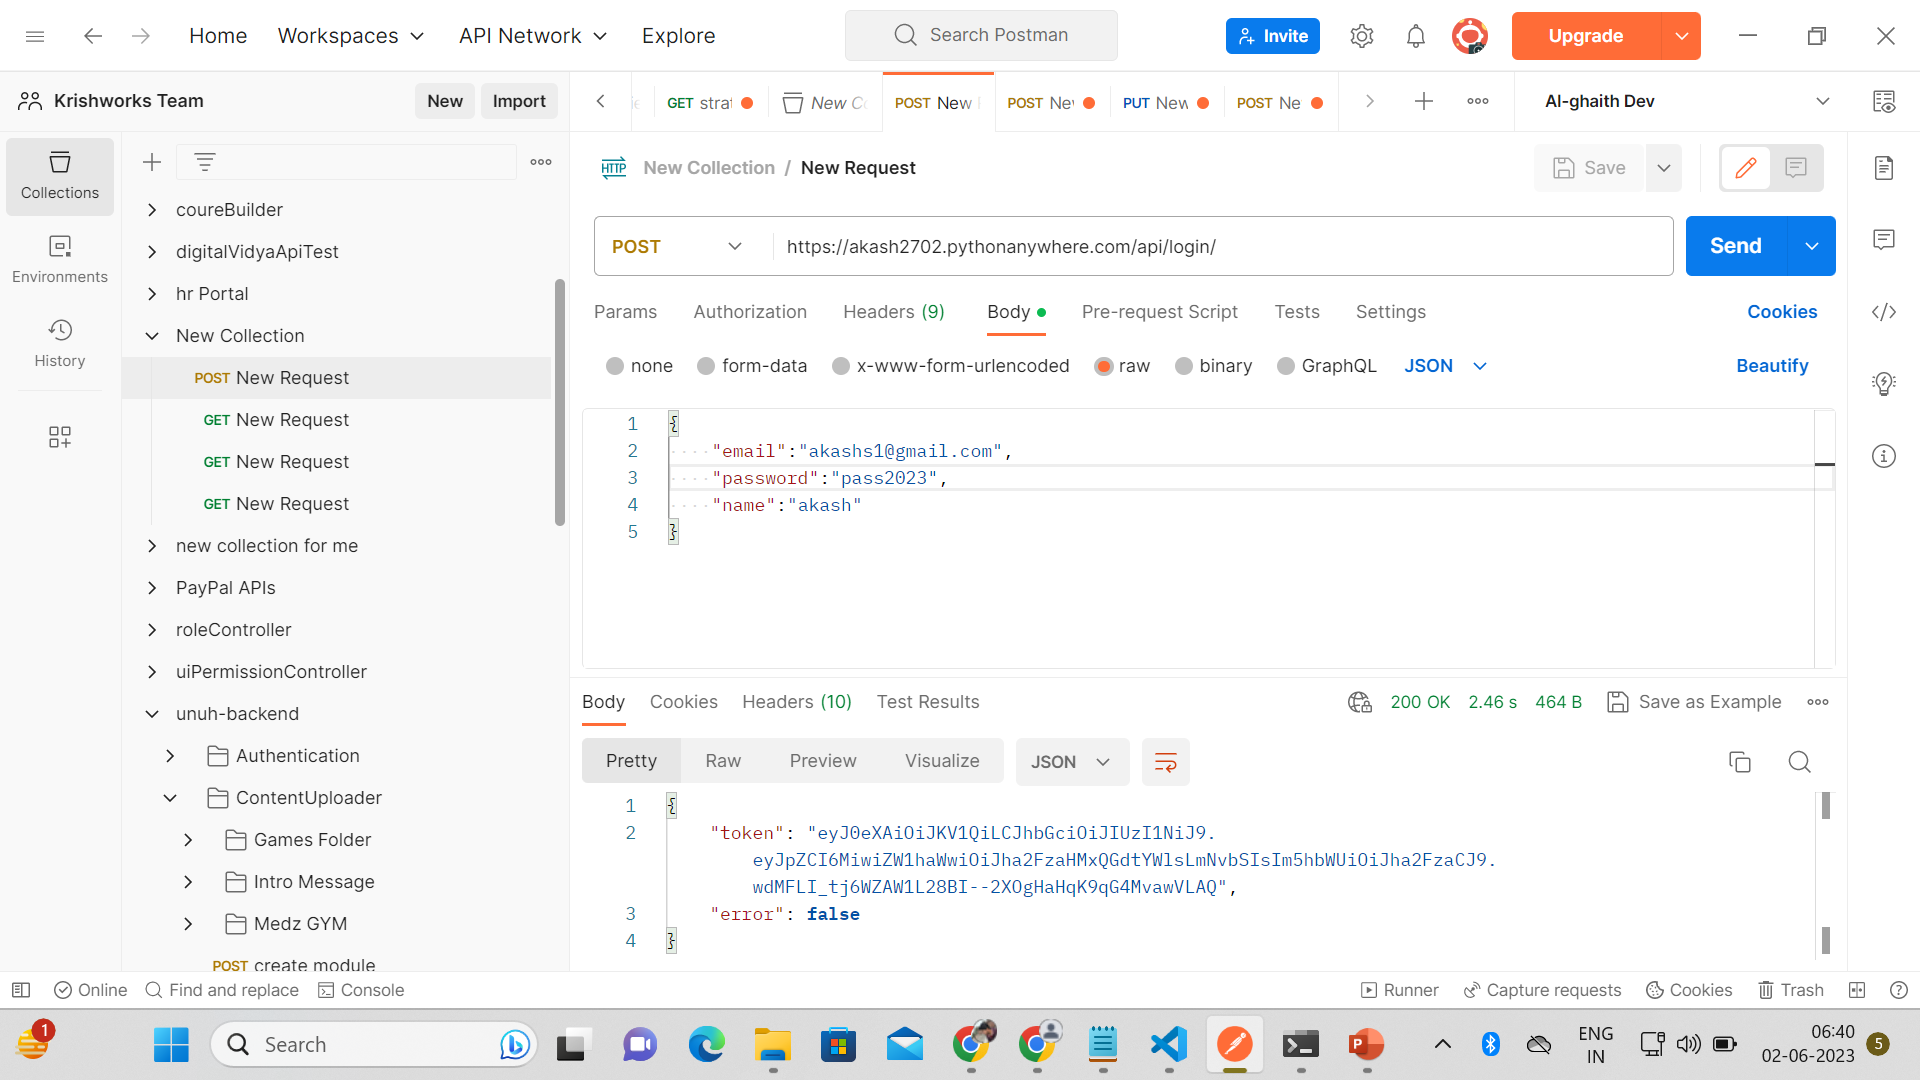 Home
Workspaces
API Network
Explore
Search Postman
Invite
Upgrade
Krishworks Team
New
Import
GET strat
New Co
POST New
POST Ne
PUT New
POST Ne
Al-ghaith Dev
Collections
Environments
History
coureBuilder
digitalVidyaApiTest
hr Portal
New Collection
POST New Request
GET New Request
GET New Request
GET New Request
new collection for me
PayPal APIs
roleController
uiPermissionController
unuh-backend
Authentication
ContentUploader
Games Folder
Intro Message
Medz GYM
POST create module
HTTP New Collection / New Request
Save
POST
https://akash2702.pythonanywhere.com/api/login/
Send
Params
Authorization
Headers (9)
Body
Pre-request Script
Tests
Settings
Cookies
none
form-data
x-www-form-urlencoded
raw
binary
GraphQL
JSON
Beautify
1 {
2 "email":"akashs1@gmail.com",
3 "password":"pass2023",
4 "name":"akash"
5 }
Body
Cookies
Headers (10)
Test Results
200 OK
2.46 s
464 B
Save as Example
Pretty
Raw
Preview
Visualize
JSON
1 {
2 "token": "eyJ0eXAiOiJKV1QiLCJhbGciOiJIUzI1NiJ9.
eyJpZCI6MiwiZW1haWwiOiJha2FzaHMxQGdtYWlsLmNvbSIsIm5hbWUiOiJha2FzaCJ9.
wdMFLI_tj6WZAW1L28BI--2XOgHaHqK9qG4MvawVLAQ",
3 "error": false
4 }
Online
Find and replace
Console
Runner
Capture requests
Cookies
Trash
1
Search
ENG
IN
06:40
02-06-2023
5